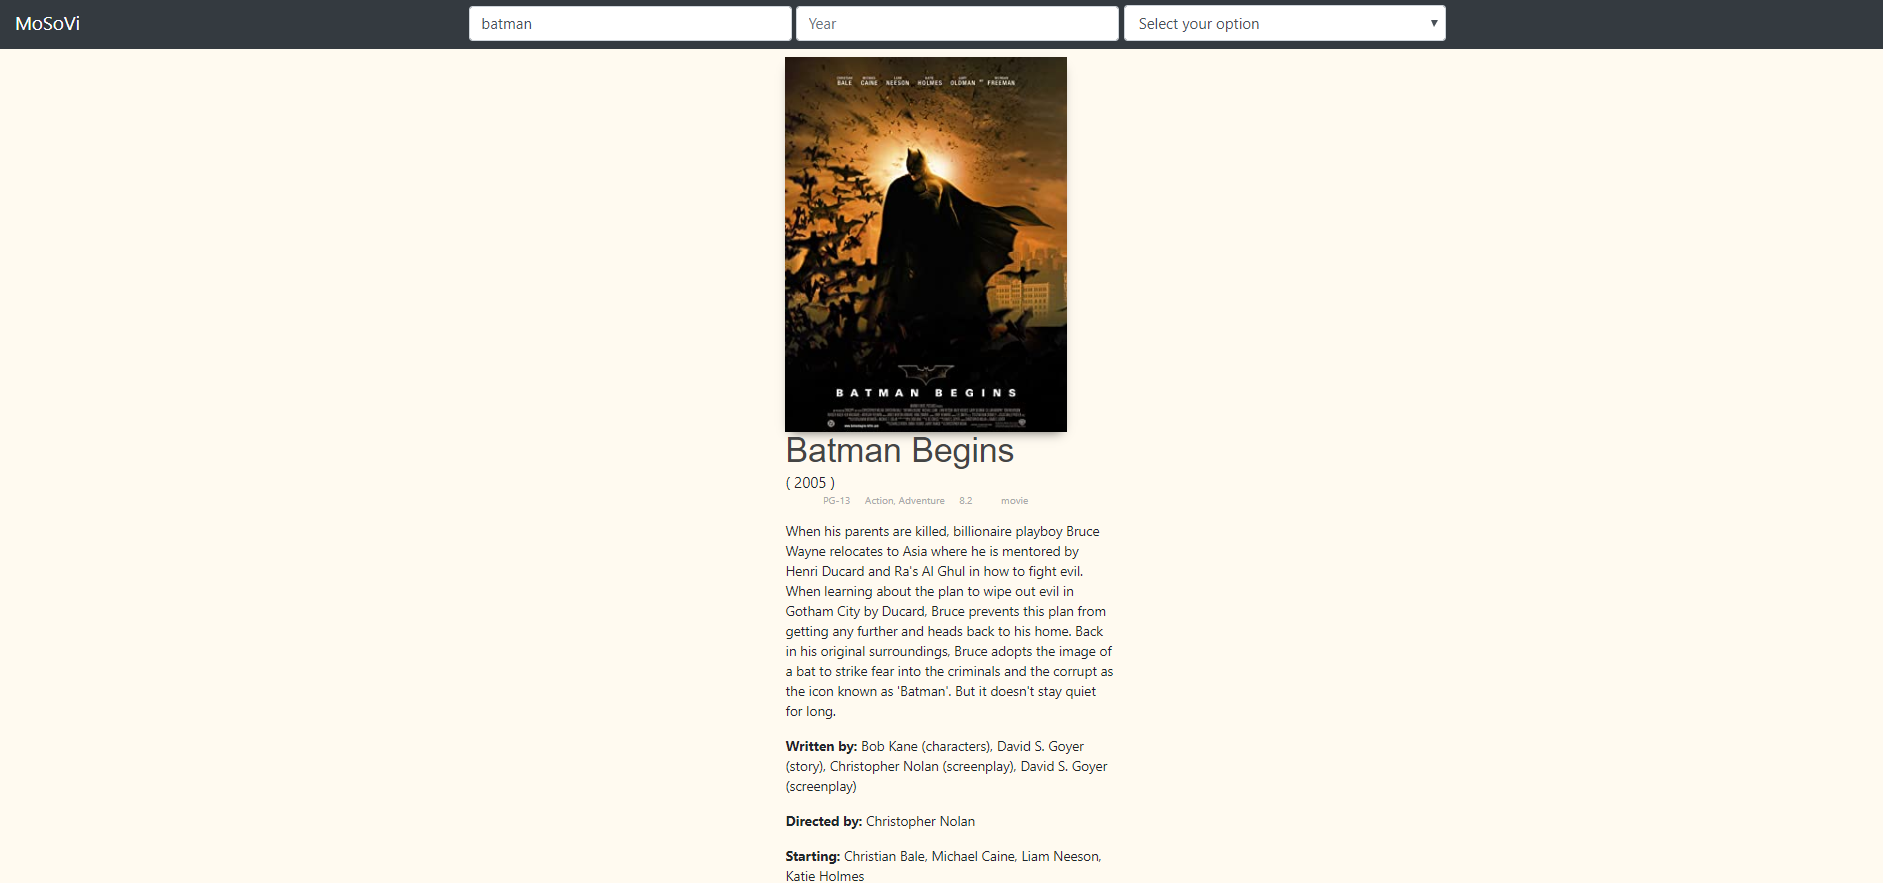 MoSoVi
batman
Year
Select your option
BALE CAINE NEESON HOLMES OLDMAN FREEMAN
BATMAN BEGINS
Batman Begins
( 2005 )
PG-13 Action, Adventure 8.2 movie
When his parents are killed, billionaire playboy Bruce
Wayne relocates to Asia where he is mentored by
Henri Ducard and Ra's Al Ghul in how to fight evil.
When learning about the plan to wipe out evil in
Gotham City by Ducard, Bruce prevents this plan from
getting any further and heads back to his home. Back
in his original surroundings, Bruce adopts the image of
a bat to strike fear into the criminals and the corrupt as
the icon known as 'Batman'. But it doesn't stay quiet
for long.
Written by: Bob Kane (characters), David S. Goyer
(story), Christopher Nolan (screenplay), David S. Goyer
(screenplay)
Directed by: Christopher Nolan
Starting: Christian Bale, Michael Caine, Liam Neeson,
Katie Holmes